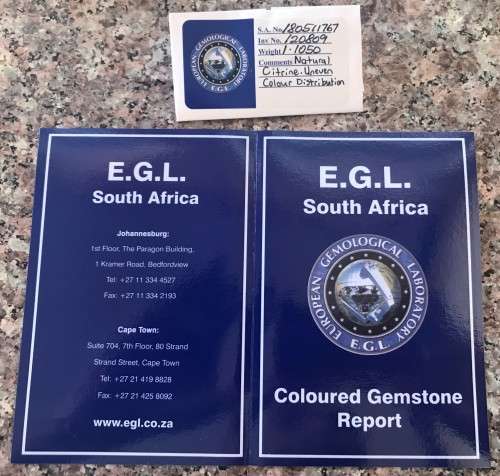 EUROPEAN GEMOLOGICAL LABORATORY
E.G.L.
S.A. No. 180511767
Inv No. 120809
Weight 1.1050
Comments Natural
Citrine. Uneven
Colour Distribution
E.G.L.
South Africa
Johannesburg:
1st Floor, The Paragon Building,
1 Kramer Road, Bedfordview
Tel: +27 11 334 4527
Fax: +27 11 334 2193
Cape Town:
Suite 704, 7th Floor, 80 Strand
Strand Street, Cape Town
Tel: +27 21 419 8828
Fax: +27 21 425 8092
www.egl.co.za
E.G.L.
South Africa
EUROPEAN GEMOLOGICAL LABORATORY
E.G.L.
Coloured Gemstone
Report